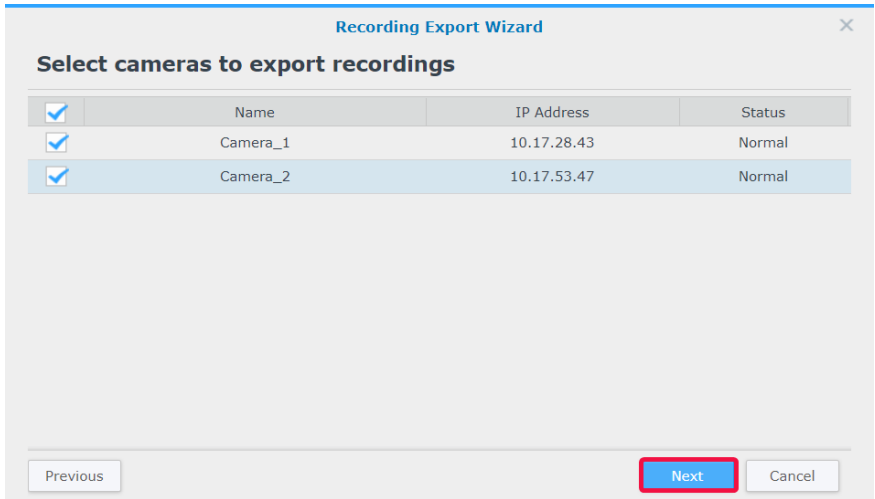 Recording Export Wizard
Select cameras to export recordings
Name IP Address Status
Camera_1 10.17.28.43 Normal
Camera_2 10.17.53.47 Normal
Previous Next Cancel